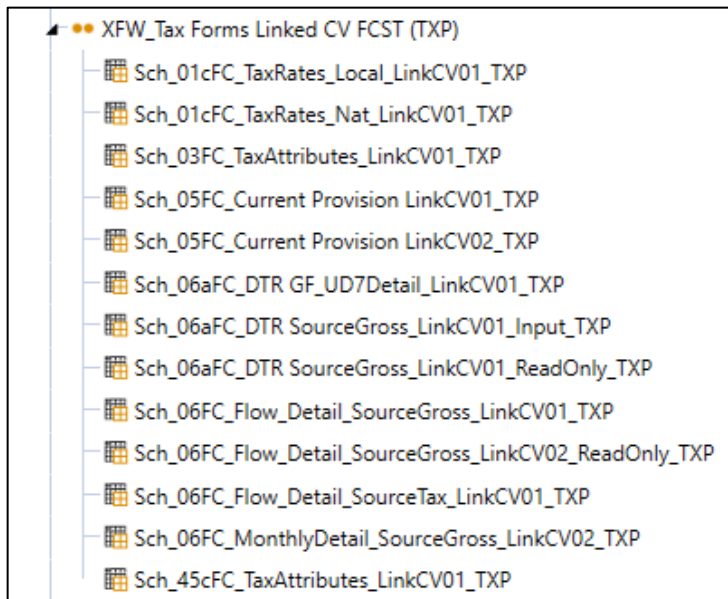 XFW_Tax Forms Linked CV FCST (TXP)
Sch_01cFC_TaxRates_Local_LinkCV01_TXP
Sch_01cFC_TaxRates_Nat_LinkCV01_TXP
Sch_03FC_TaxAttributes_LinkCV01_TXP
Sch_05FC_Current Provision LinkCV01_TXP
Sch_05FC_Current Provision LinkCV02_TXP
Sch_06aFC_DTR GF_UD7Detail_LinkCV01_TXP
Sch_06aFC_DTR SourceGross_LinkCV01_Input_TXP
Sch_06aFC_DTR SourceGross_LinkCV01_ReadOnly_TXP
Sch_06FC_Flow_Detail_SourceGross_LinkCV01_TXP
Sch_06FC_Flow_Detail_SourceGross_LinkCV02_ReadOnly_TXP
Sch_06FC_Flow_Detail_SourceTax_LinkCV01_TXP
Sch_06FC_MonthlyDetail_SourceGross_LinkCV02_TXP
Sch_45cFC_TaxAttributes_LinkCV01_TXP